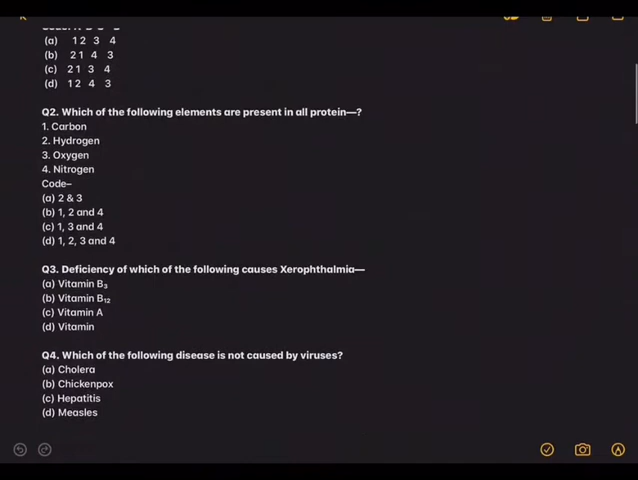 (a) 1 2 3 4
(b) 2 1 4 3
(c) 2 1 3 4
(d) 1 2 4 3
Q2. Which of the following elements are present in all protein—?
1. Carbon
2. Hydrogen
3. Oxygen
4. Nitrogen
Code–
(a) 2 & 3
(b) 1, 2 and 4
(c) 1, 3 and 4
(d) 1, 2, 3 and 4
Q3. Deficiency of which of the following causes Xerophthalmia—
(a) Vitamin B₃
(b) Vitamin B₁₂
(c) Vitamin A
(d) Vitamin
Q4. Which of the following disease is not caused by viruses?
(a) Cholera
(b) Chickenpox
(c) Hepatitis
(d) Measles